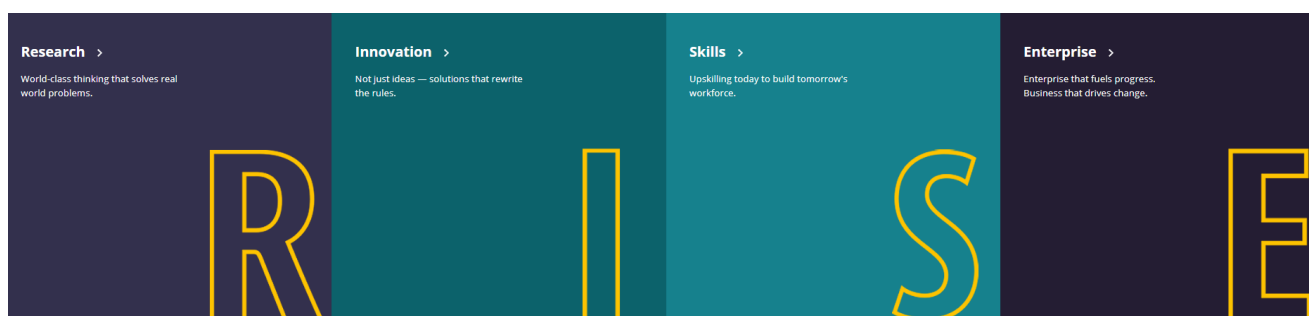 Research >
World-class thinking that solves real
world problems.
Innovation >
Not just ideas — solutions that rewrite
the rules.
Skills >
Upskilling today to build tomorrow's
workforce.
Enterprise >
Enterprise that fuels progress.
Business that drives change.
R I S E